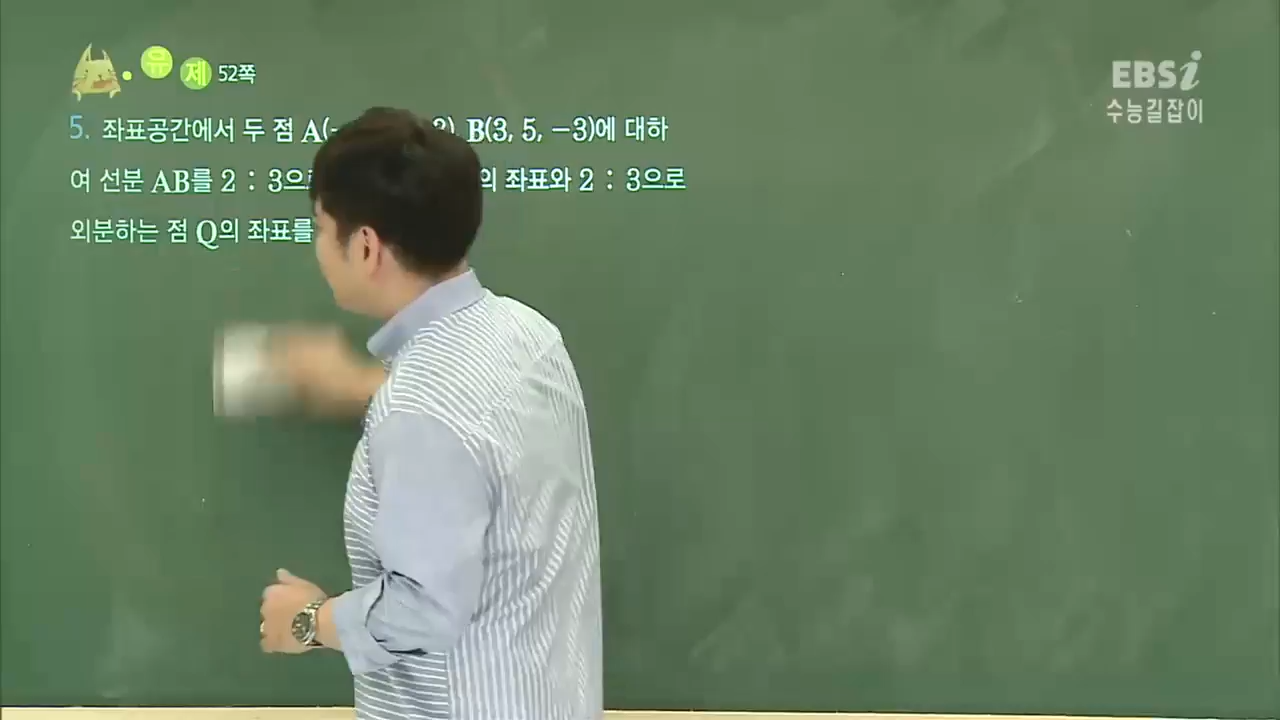 유 제 52쪽
EBSi
수능길잡이
5. 좌표공간에서 두 점 A( 3), B(3, 5, −3)에 대하
여 선분 AB를 2 : 3으 의 좌표와 2 : 3으로
외분하는 점 Q의 좌표를